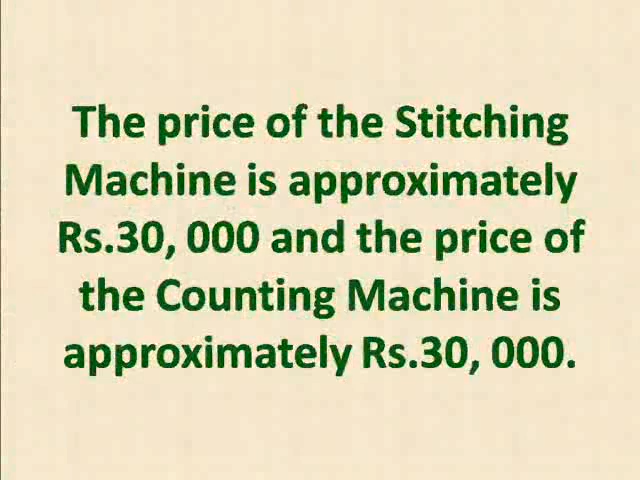 The price of the Stitching
Machine is approximately
Rs.30, 000 and the price of
the Counting Machine is
approximately Rs.30, 000.